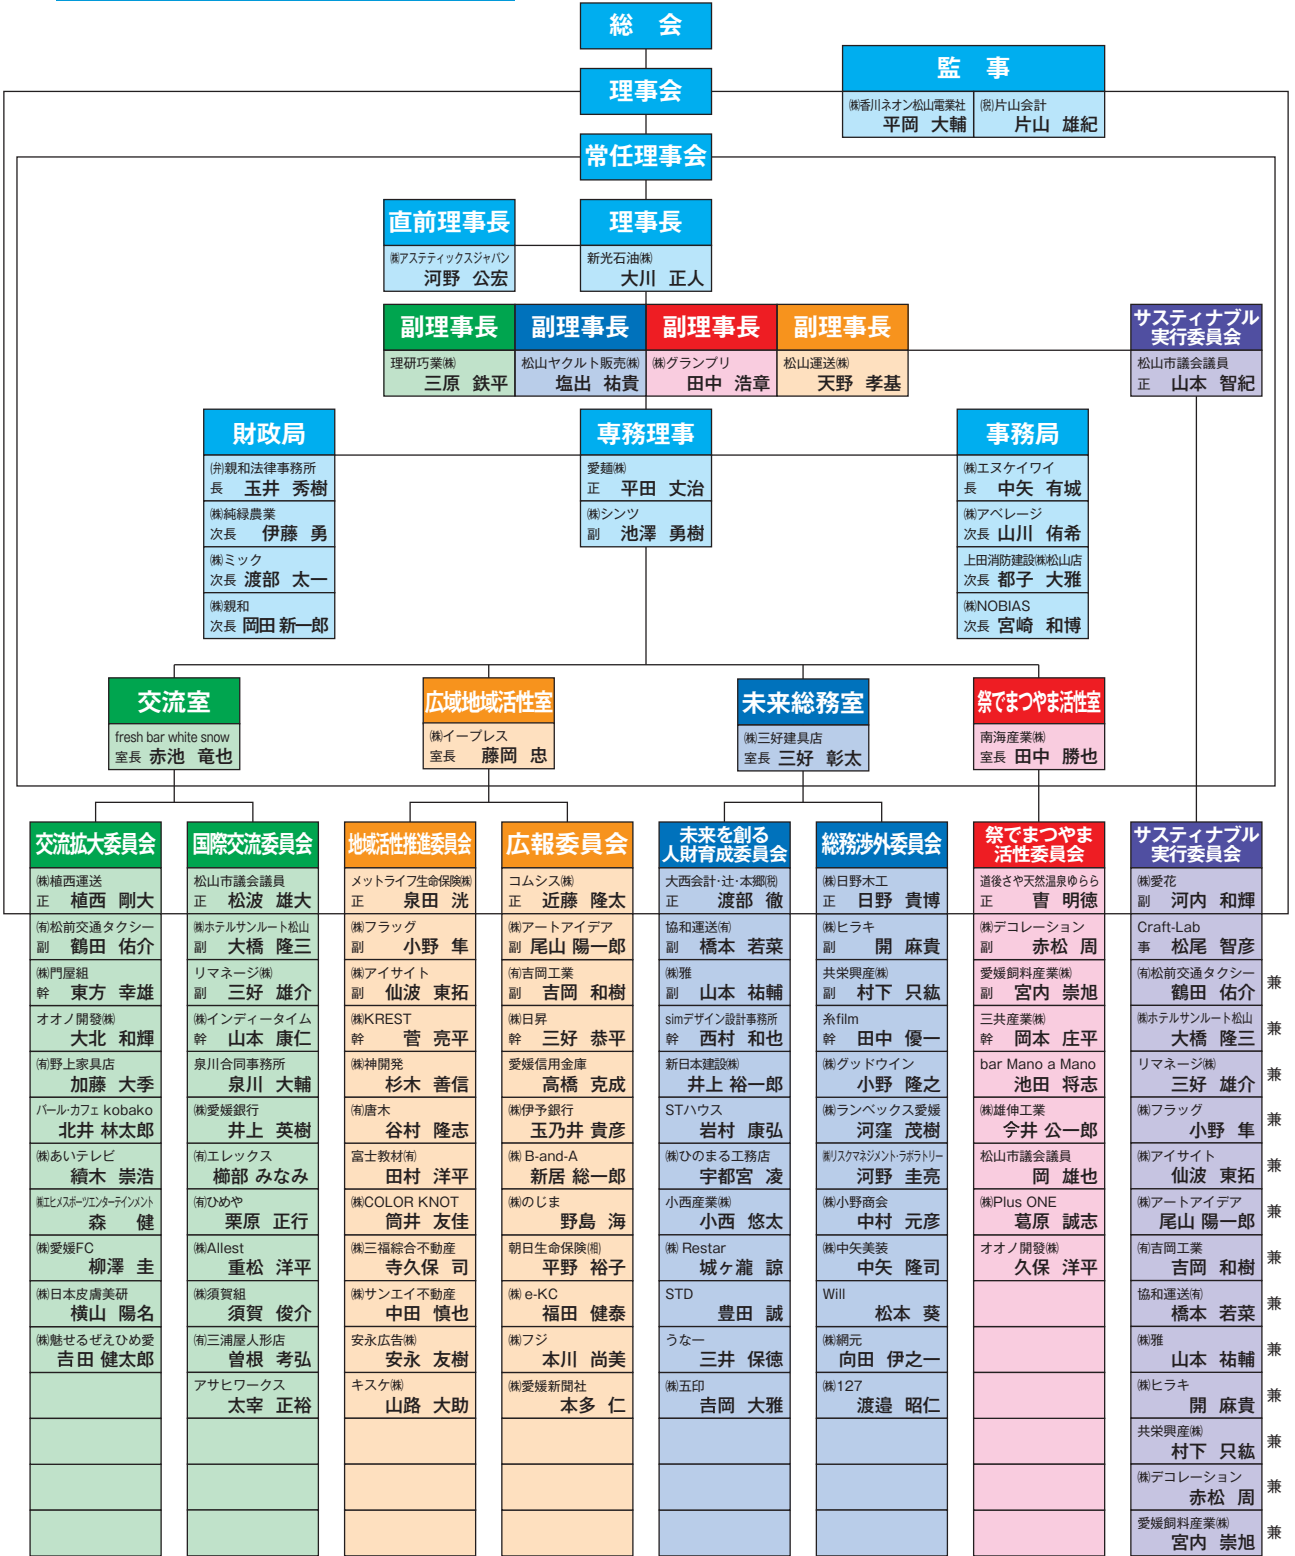 総　会
理事会
監　事
㈱香川ネオン松山電業社
平岡 大輔
㈽片山会計
片山 雄紀
常任理事会
直前理事長
㈱アステティックスジャパン
河野 公宏
理事長
新光石油㈱
大川 正人
副理事長
理研巧業㈱
三原 鉄平
副理事長
松山ヤクルト販売㈱
塩出 祐貴
副理事長
㈱グランプリ
田中 浩章
副理事長
松山運送㈱
天野 孝基
サスティナブル
実行委員会
松山市議会議員
正 山本 智紀
財政局
(弁)親和法律事務所
長 玉井 秀樹
㈱純緑農業
次長 伊藤 勇
㈱ミック
次長 渡部 太一
㈱親和
次長 岡田 新一郎
専務理事
愛麺㈱
正 平田 丈治
㈱シンツ
副 池澤 勇樹
事務局
㈱エヌケイワイ
長 中矢 有城
㈱アベレージ
次長 山川 侑希
上田消防建設㈱松山店
次長 都子 大雅
㈱NOBIAS
次長 宮崎 和博
交流室
fresh bar white snow
室長 赤池 竜也
広域地域活性室
㈱イーブレス
室長 藤岡 忠
未来総務室
㈱三好建具店
室長 三好 彰太
祭でまつやま活性室
南海産業㈱
室長 田中 勝也
交流拡大委員会
㈱植西運送
正 植西 剛大
㈲松前交通タクシー
副 鶴田 佑介
㈱門屋組
幹 東方 幸雄
オオノ開發㈱
大北 和輝
㈲野上家具店
加藤 大季
バール・カフェ kobako
北井 林太郎
㈱あいテレビ
續木 崇浩
㈱エヒメスポーツエンターテインメント
森 健
㈱愛媛FC
柳澤 圭
㈱日本皮膚美研
横山 陽名
㈱魅せるぜえひめ愛
吉田 健太郎
国際交流委員会
松山市議会議員
正 松波 雄大
㈱ホテルサンルート松山
副 大橋 隆三
リマネージ㈱
副 三好 雄介
㈱インディータイム
幹 山本 康仁
泉川合同事務所
泉川 大輔
㈱愛媛銀行
井上 英樹
㈲エレックス
櫛部 みなみ
㈲ひめや
栗原 正行
㈱Allest
重松 洋平
㈱須賀組
須賀 俊介
㈲三浦屋人形店
曽根 考弘
アサヒワークス
太宰 正裕
地域活性推進委員会
メットライフ生命保険㈱
正 泉田 洸
㈱フラッグ
副 小野 隼
㈱アイサイト
副 仙波 東拓
㈱KREST
幹 菅 亮平
㈱神開発
杉木 善信
㈲唐木
谷村 隆志
富士教材㈲
田村 洋平
㈱COLOR KNOT
筒井 友佳
㈱三福綜合不動産
寺久保 司
㈱サンエイ不動産
中田 慎也
安永広告㈱
安永 友樹
キスケ㈱
山路 大助
広報委員会
コムシス㈱
正 近藤 隆太
㈱アートアイデア
副 尾山 陽一郎
㈲吉岡工業
副 吉岡 和樹
㈱日昇
幹 三好 恭平
愛媛信用金庫
高橋 克成
㈱伊予銀行
玉乃井 貴彦
㈱B-and-A
新居 総一郎
㈱のじま
野島 海
朝日生命保険㈳
平野 裕子
㈱e-KC
福田 健泰
㈱フジ
本川 尚美
㈱愛媛新聞社
本多 仁
未来を創る
人財育成委員会
大西会計・辻・本郷㈽
正 渡部 徹
協和運送㈲
副 橋本 若菜
㈱雅
副 山本 祐輔
simデザイン設計事務所
幹 西村 和也
新日本建設㈱
井上 裕一郎
STハウス
岩村 康弘
㈱ひのまる工務店
宇都宮 凌
小西産業㈱
小西 悠太
㈱Restar
城ヶ瀧 諒
STD
豊田 誠
うなー
三井 保徳
㈱五印
吉岡 大雅
総務渉外委員会
㈱日野木工
正 日野 貴博
㈱ヒラキ
副 開 麻貴
共栄興産㈱
副 村下 只紘
糸film
幹 田中 優一
㈱グッドウイン
小野 隆之
㈱ランベックス愛媛
河窪 茂樹
㈱リスクマネジメント・ラボラトリー
河野 圭亮
㈱小野商会
中村 元彦
㈱中矢美装
中矢 隆司
Will
松本 葵
㈱網元
向田 伊之一
㈱127
渡邉 昭仁
祭でまつやま
活性委員会
道後さや天然温泉ゆらら
正 曺 明徳
㈱デコレーション
副 赤松 周
愛媛飼料産業㈱
副 宮内 崇旭
三共産業㈱
幹 岡本 庄平
bar Mano a Mano
池田 将志
㈱雄伸工業
今井 公一郎
松山市議会議員
岡 雄也
㈱Plus ONE
葛原 誠志
オオノ開發㈱
久保 洋平
サスティナブル
実行委員会
㈱愛花
副 河内 和輝
Craft-Lab
事 松尾 智彦
㈲松前交通タクシー
鶴田 佑介 兼
㈱ホテルサンルート松山
大橋 隆三 兼
リマネージ㈱
三好 雄介 兼
㈱フラッグ
小野 隼 兼
㈱アイサイト
仙波 東拓 兼
㈱アートアイデア
尾山 陽一郎 兼
㈲吉岡工業
吉岡 和樹 兼
協和運送㈲
橋本 若菜 兼
㈱雅
山本 祐輔 兼
㈱ヒラキ
開 麻貴 兼
共栄興産㈱
村下 只紘 兼
㈱デコレーション
赤松 周 兼
愛媛飼料産業㈱
宮内 崇旭 兼